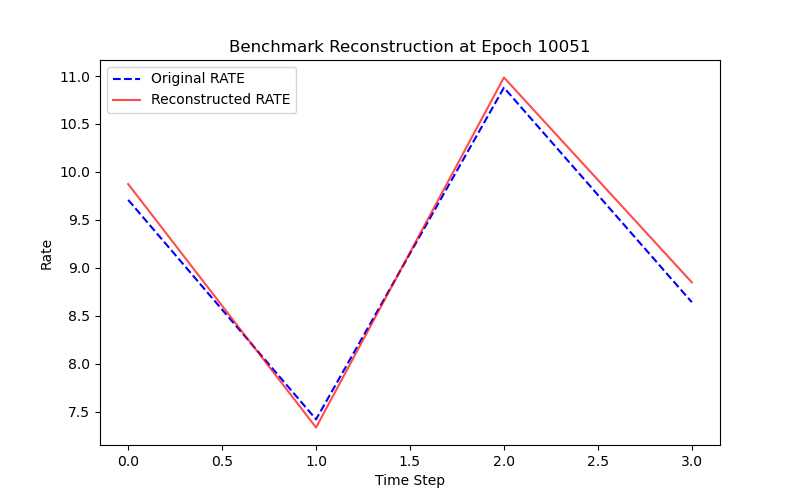 Benchmark Reconstruction at Epoch 10051
Original RATE
Reconstructed RATE
Rate
11.0
10.5
10.0
9.5
9.0
8.5
8.0
7.5
0.0 0.5 1.0 1.5 2.0 2.5 3.0
Time Step